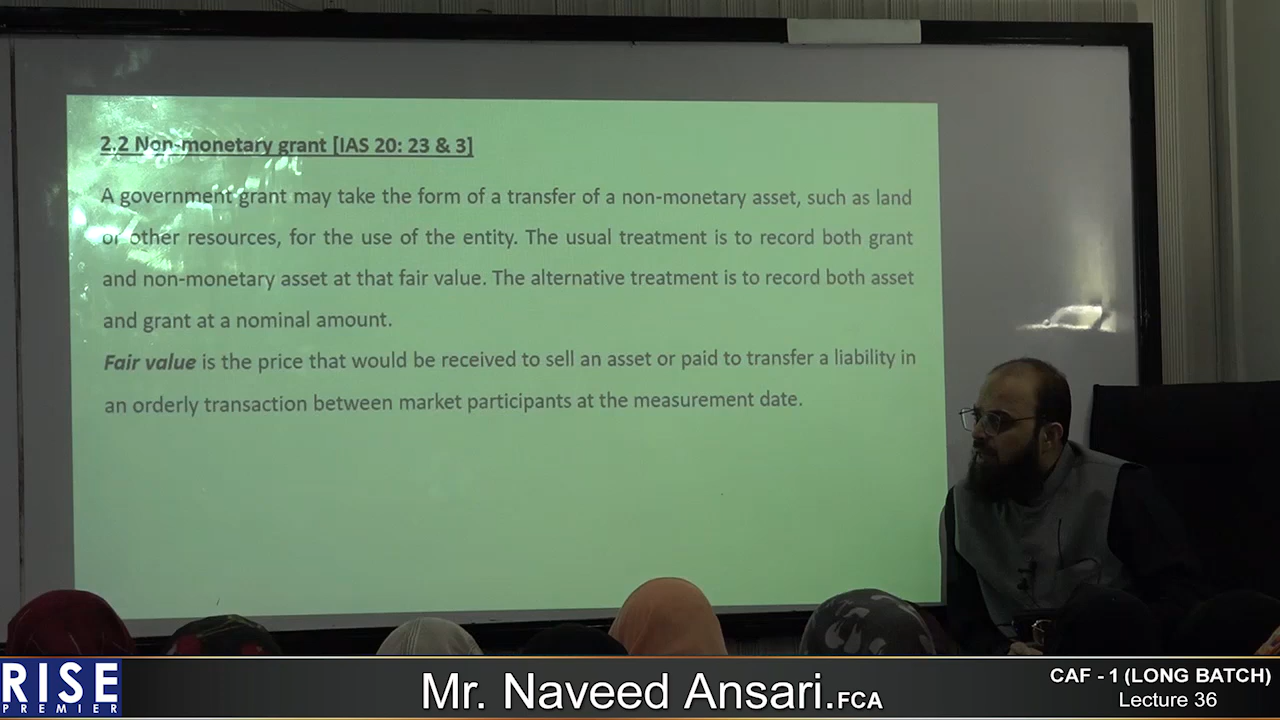 2.2 Non-monetary grant [IAS 20: 23 & 3]
A government grant may take the form of a transfer of a non-monetary asset, such as land
or other resources, for the use of the entity. The usual treatment is to record both grant
and non-monetary asset at that fair value. The alternative treatment is to record both asset
and grant at a nominal amount.
Fair value is the price that would be received to sell an asset or paid to transfer a liability in
an orderly transaction between market participants at the measurement date.
RISE
PREMIER
Mr. Naveed Ansari.FCA
CAF - 1 (LONG BATCH)
Lecture 36